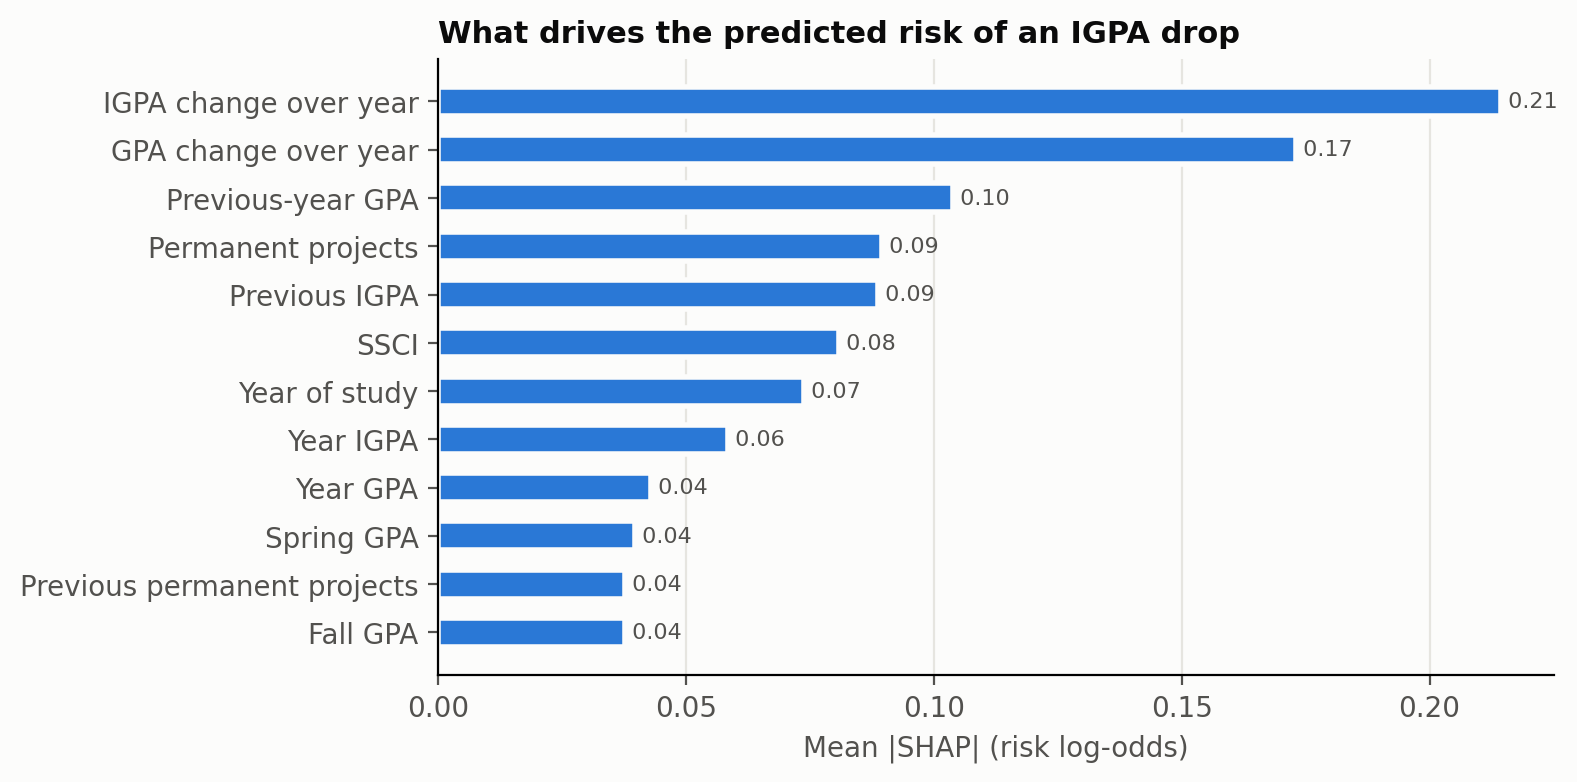 What drives the predicted risk of an IGPA drop
IGPA change over year 0.21
GPA change over year 0.17
Previous-year GPA 0.10
Permanent projects 0.09
Previous IGPA 0.09
SSCI 0.08
Year of study 0.07
Year IGPA 0.06
Year GPA 0.04
Spring GPA 0.04
Previous permanent projects 0.04
Fall GPA 0.04
0.00 0.05 0.10 0.15 0.20
Mean |SHAP| (risk log-odds)